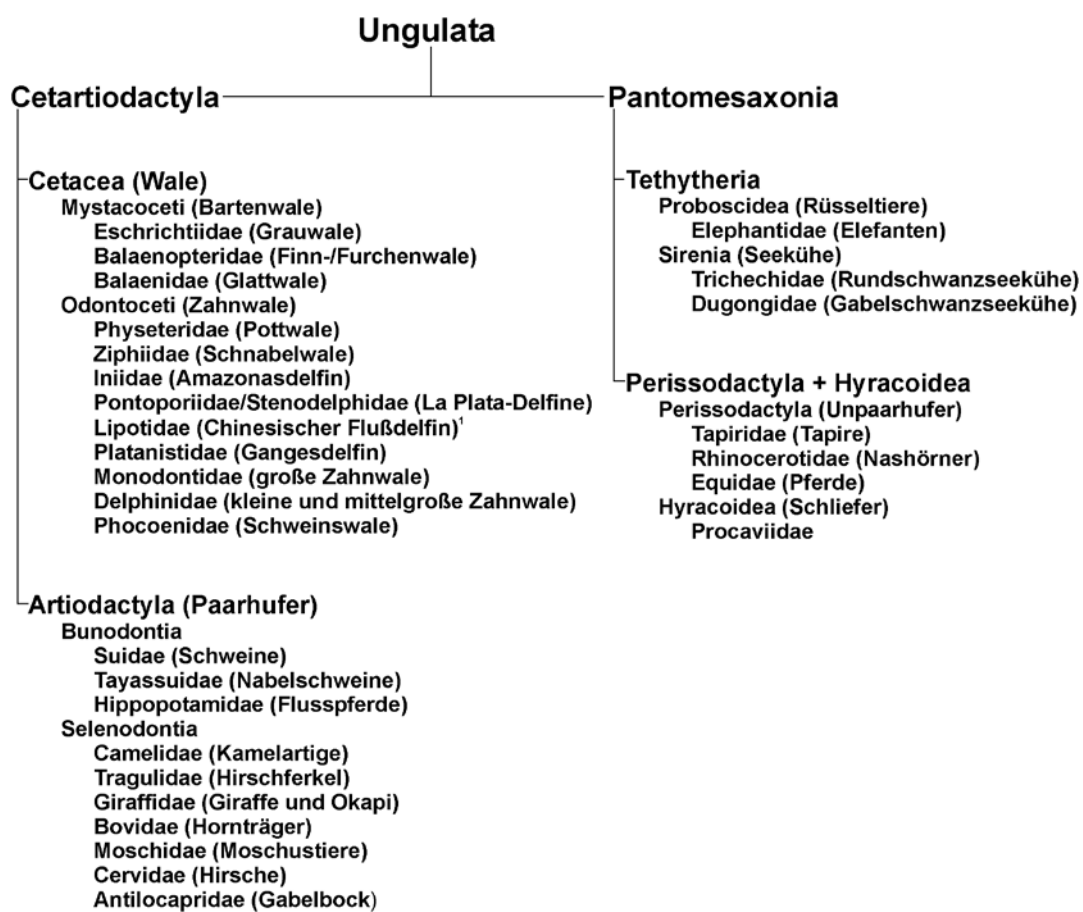 Ungulata
Cetartiodactyla
Pantomesaxonia
Cetacea (Wale)
Mystacoceti (Bartenwale)
Eschrichtiidae (Grauwale)
Balaenopteridae (Finn-/Furchenwale)
Balaenidae (Glattwale)
Odontoceti (Zahnwale)
Physeteridae (Pottwale)
Ziphiidae (Schnabelwale)
Iniidae (Amazonasdelfin)
Pontoporiidae/Stenodelphidae (La Plata-Delfine)
Lipotidae (Chinesischer Flußdelfin)¹
Platanistidae (Gangesdelfin)
Monodontidae (große Zahnwale)
Delphinidae (kleine und mittelgroße Zahnwale)
Phocoenidae (Schweinswale)
Artiodactyla (Paarhufer)
Bunodontia
Suidae (Schweine)
Tayassuidae (Nabelschweine)
Hippopotamidae (Flusspferde)
Selenodontia
Camelidae (Kamelartige)
Tragulidae (Hirschferkel)
Giraffidae (Giraffe und Okapi)
Bovidae (Hornträger)
Moschidae (Moschustiere)
Cervidae (Hirsche)
Antilocapridae (Gabelbock)
Tethytheria
Proboscidea (Rüsseltiere)
Elephantidae (Elefanten)
Sirenia (Seekühe)
Trichechidae (Rundschwanzseekühe)
Dugongidae (Gabelschwanzseekühe)
Perissodactyla + Hyracoidea
Perissodactyla (Unpaarhufer)
Tapiridae (Tapire)
Rhinocerotidae (Nashörner)
Equidae (Pferde)
Hyracoidea (Schliefer)
Procaviidae